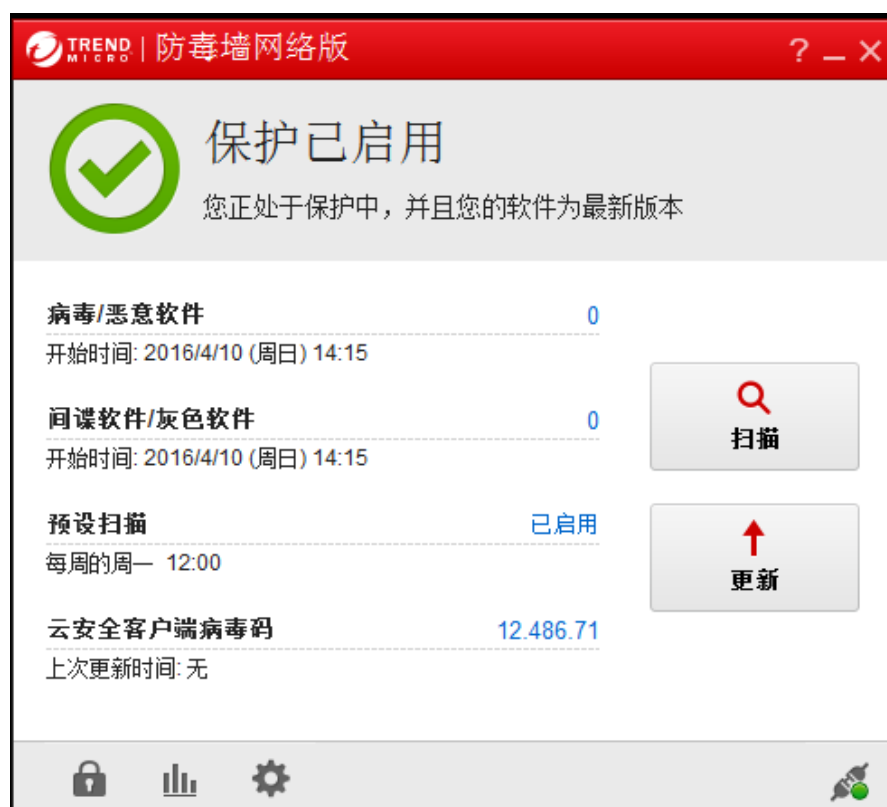 TREND MICRO | 防毒墙网络版
? _ ×
保护已启用
您正处于保护中，并且您的软件为最新版本
病毒/恶意软件 0
开始时间: 2016/4/10 (周日) 14:15
间谍软件/灰色软件 0
开始时间: 2016/4/10 (周日) 14:15
预设扫描 已启用
每周的周一 12:00
云安全客户端病毒码 12.486.71
上次更新时间: 无
扫描
更新